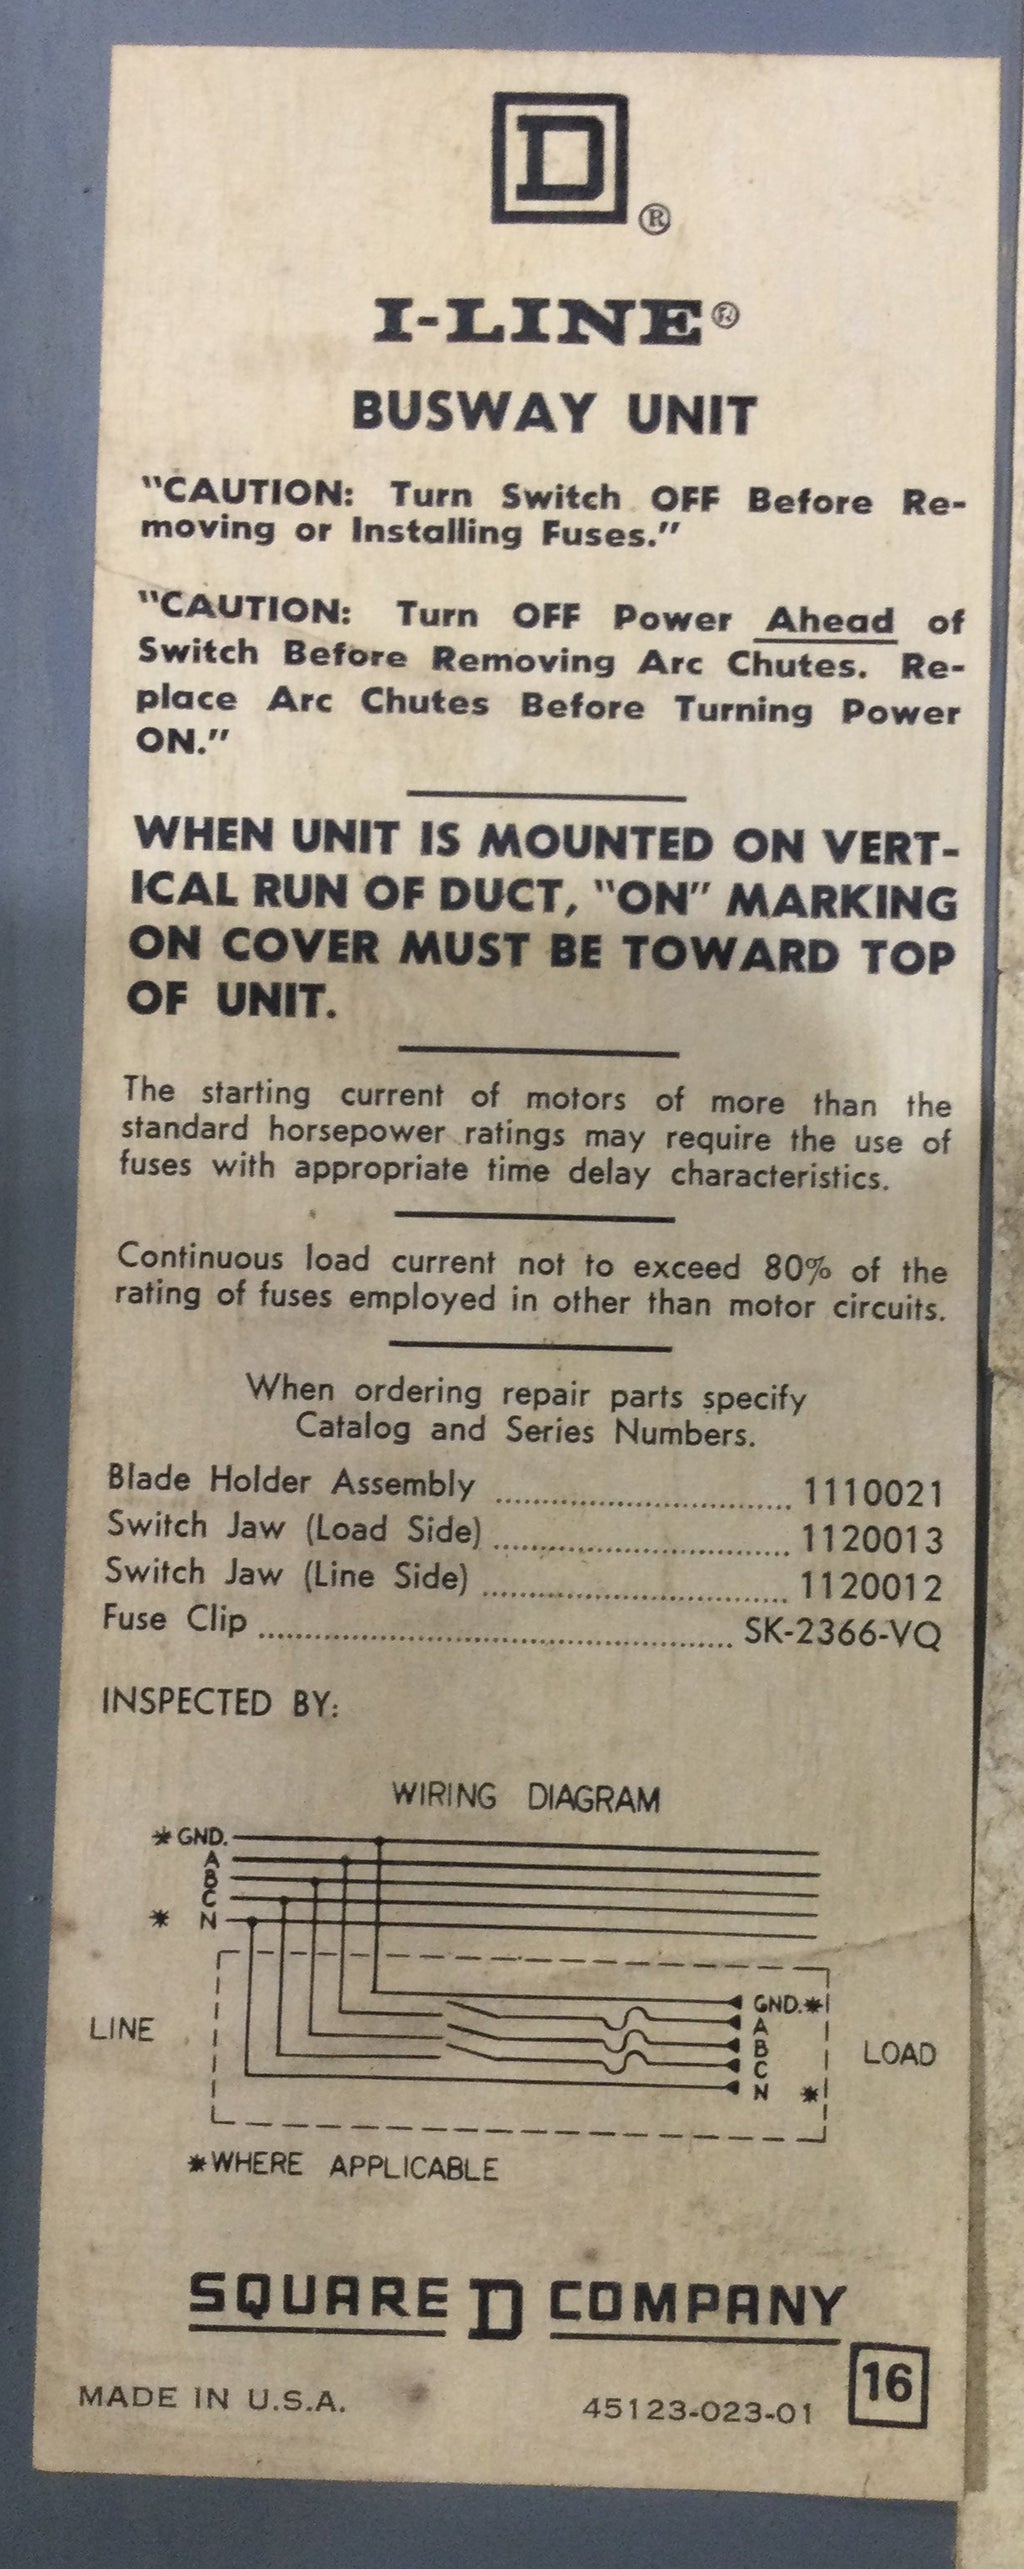 D®
I-LINE®
BUSWAY UNIT
"CAUTION: Turn Switch OFF Before Re-
moving or Installing Fuses."
"CAUTION: Turn OFF Power Ahead of
Switch Before Removing Arc Chutes. Re-
place Arc Chutes Before Turning Power
ON."
WHEN UNIT IS MOUNTED ON VERT-
ICAL RUN OF DUCT, "ON" MARKING
ON COVER MUST BE TOWARD TOP
OF UNIT.
The starting current of motors of more than the
standard horsepower ratings may require the use of
fuses with appropriate time delay characteristics.
Continuous load current not to exceed 80% of the
rating of fuses employed in other than motor circuits.
When ordering repair parts specify
Catalog and Series Numbers.
Blade Holder Assembly ................................ 1110021
Switch Jaw (Load Side) ................................ 1120013
Switch Jaw (Line Side) ................................. 1120012
Fuse Clip .................................................... SK-2366-VQ
INSPECTED BY:
WIRING DIAGRAM
* GND.
A
B
C
* N
LINE
GND.*
A
B
C
N *
LOAD
*WHERE APPLICABLE
SQUARE D COMPANY
MADE IN U.S.A. 45123-023-01 16